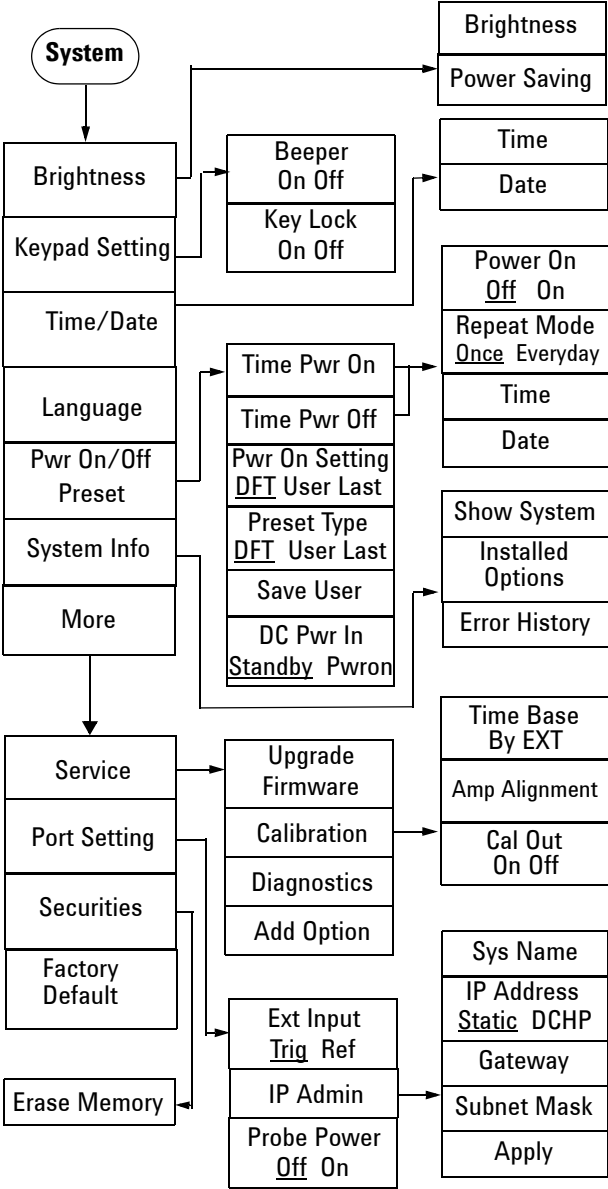 System
Brightness
Keypad Setting
Time/Date
Language
Pwr On/Off
Preset
System Info
More
Brightness
Power Saving
Beeper
On Off
Key Lock
On Off
Time
Date
Time Pwr On
Time Pwr Off
Pwr On Setting
DFT User Last
Preset Type
DFT User Last
Save User
DC Pwr In
Standby Pwron
Power On
Off On
Repeat Mode
Once Everyday
Time
Date
Show System
Installed
Options
Error History
Service
Port Setting
Securities
Factory
Default
Erase Memory
Upgrade
Firmware
Calibration
Diagnostics
Add Option
Time Base
By EXT
Amp Alignment
Cal Out
On Off
Ext Input
Trig Ref
IP Admin
Probe Power
Off On
Sys Name
IP Address
Static DCHP
Gateway
Subnet Mask
Apply